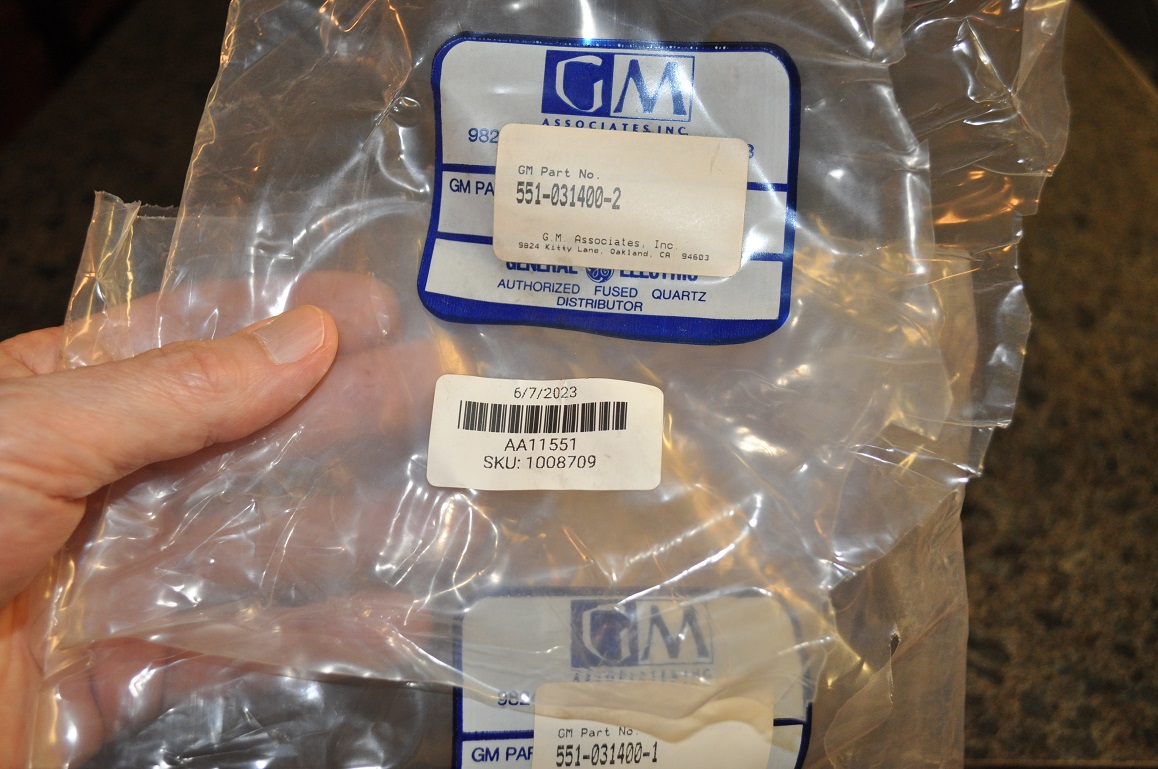 GM
ASSOCIATES, INC.
982
GM PA
GM Part No.
551-031400-2
G.M. Associates, Inc.
9824 Kitty Lane, Oakland, CA 94603
GENERAL GE ELECTRIC
AUTHORIZED FUSED QUARTZ
DISTRIBUTOR
6/7/2023
AA11551
SKU: 1008709
GM
982
GM PAR
GM Part No.
551-031400-1